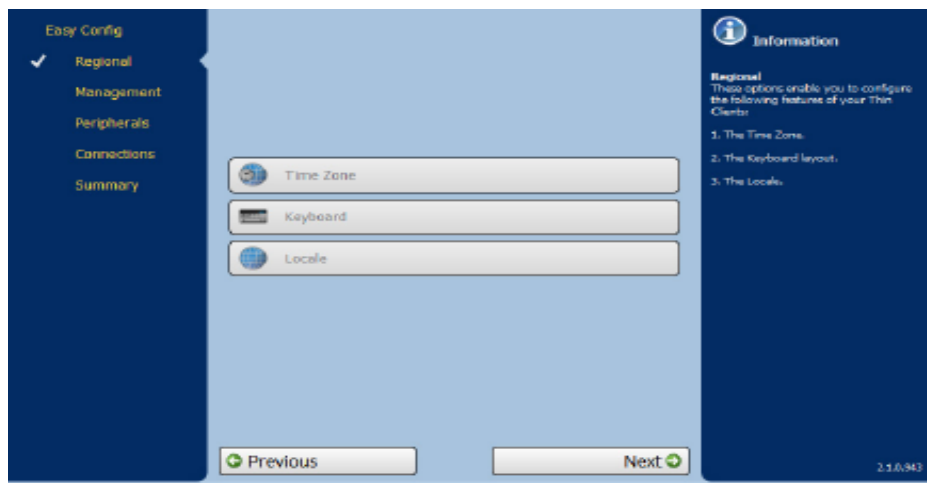 Easy Config
Regional
Management
Peripherals
Connections
Summary
Time Zone
Keyboard
Locale
Previous
Next
Information
Regional
These options enable you to configure
the following features of your Thin
Clients:
1. The Time Zone.
2. The Keyboard layout.
3. The Locale.
2.1.0.943